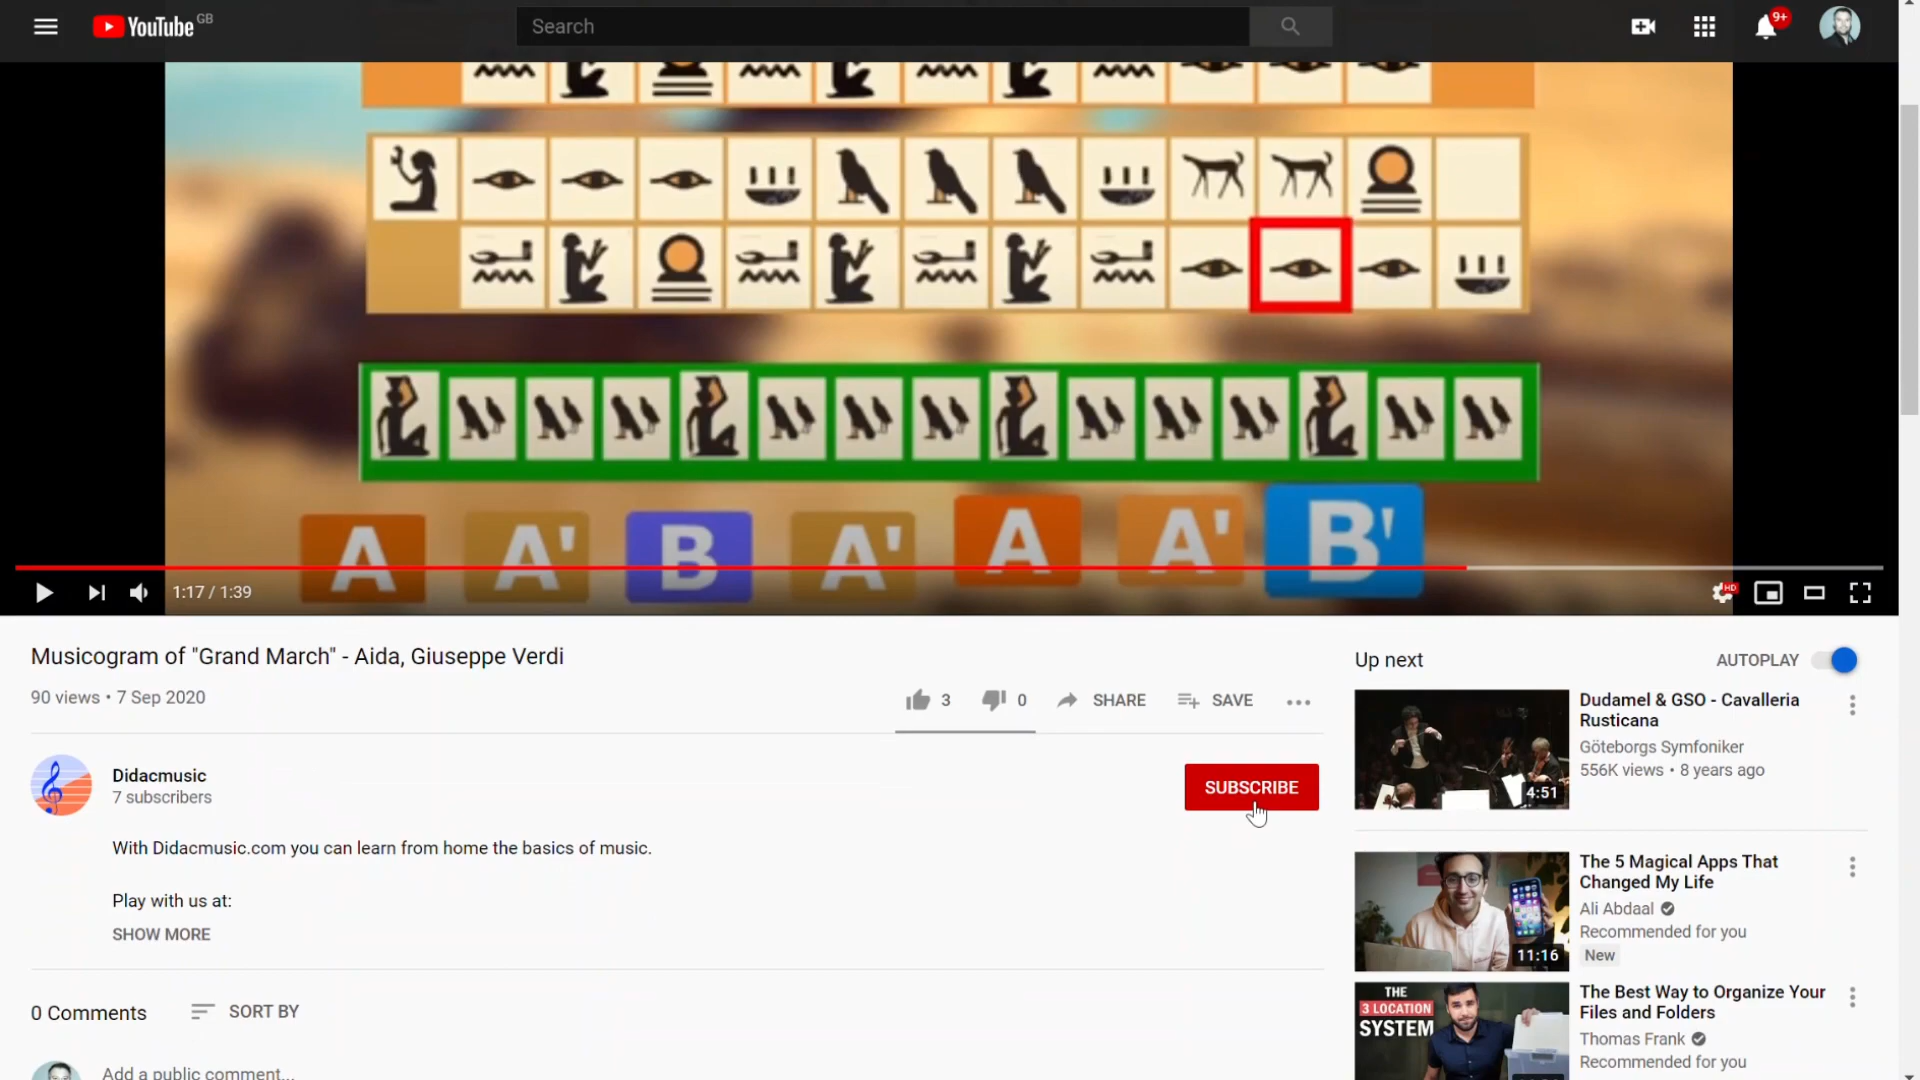 YouTube GB
Search
9+
A A' B A' A A' B'
1:17 / 1:39
HD
Musicogram of "Grand March" - Aida, Giuseppe Verdi
90 views • 7 Sep 2020
3 0 SHARE SAVE
Didacmusic
7 subscribers
SUBSCRIBE
With Didacmusic.com you can learn from home the basics of music.
Play with us at:
SHOW MORE
0 Comments SORT BY
Add a public comment...
Up next AUTOPLAY
4:51
Dudamel & GSO - Cavalleria
Rusticana
Göteborgs Symfoniker
556K views • 8 years ago
11:16
The 5 Magical Apps That
Changed My Life
Ali Abdaal
Recommended for you
New
THE
3 LOCATION
SYSTEM
The Best Way to Organize Your
Files and Folders
Thomas Frank
Recommended for you